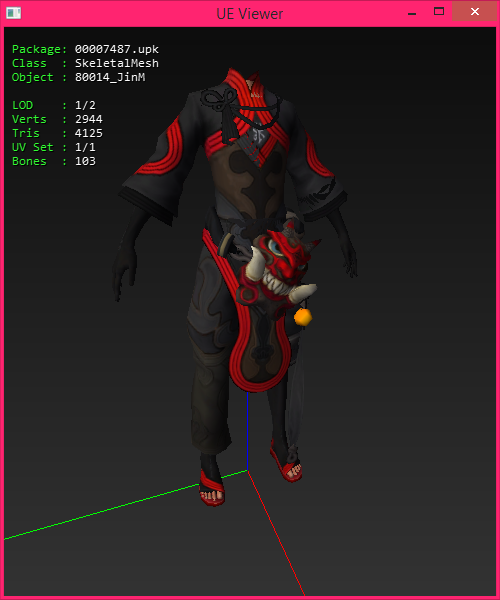 UE Viewer
Package: 00007487.upk
Class : SkeletalMesh
Object : 80014_JinM
LOD : 1/2
Verts : 2944
Tris : 4125
UV Set : 1/1
Bones : 103